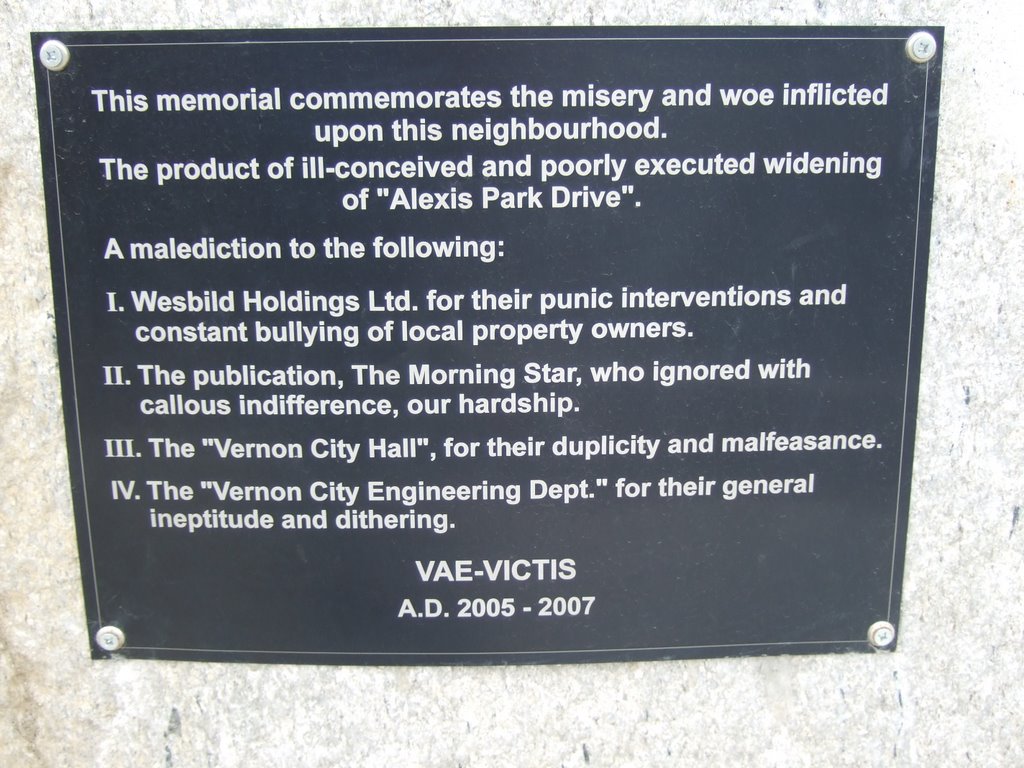 This memorial commemorates the misery and woe inflicted
upon this neighbourhood.
The product of ill-conceived and poorly executed widening
of "Alexis Park Drive".
A malediction to the following:
I. Wesbild Holdings Ltd. for their punic interventions and
constant bullying of local property owners.
II. The publication, The Morning Star, who ignored with
callous indifference, our hardship.
III. The "Vernon City Hall", for their duplicity and malfeasance.
IV. The "Vernon City Engineering Dept." for their general
ineptitude and dithering.
VAE-VICTIS
A.D. 2005 - 2007